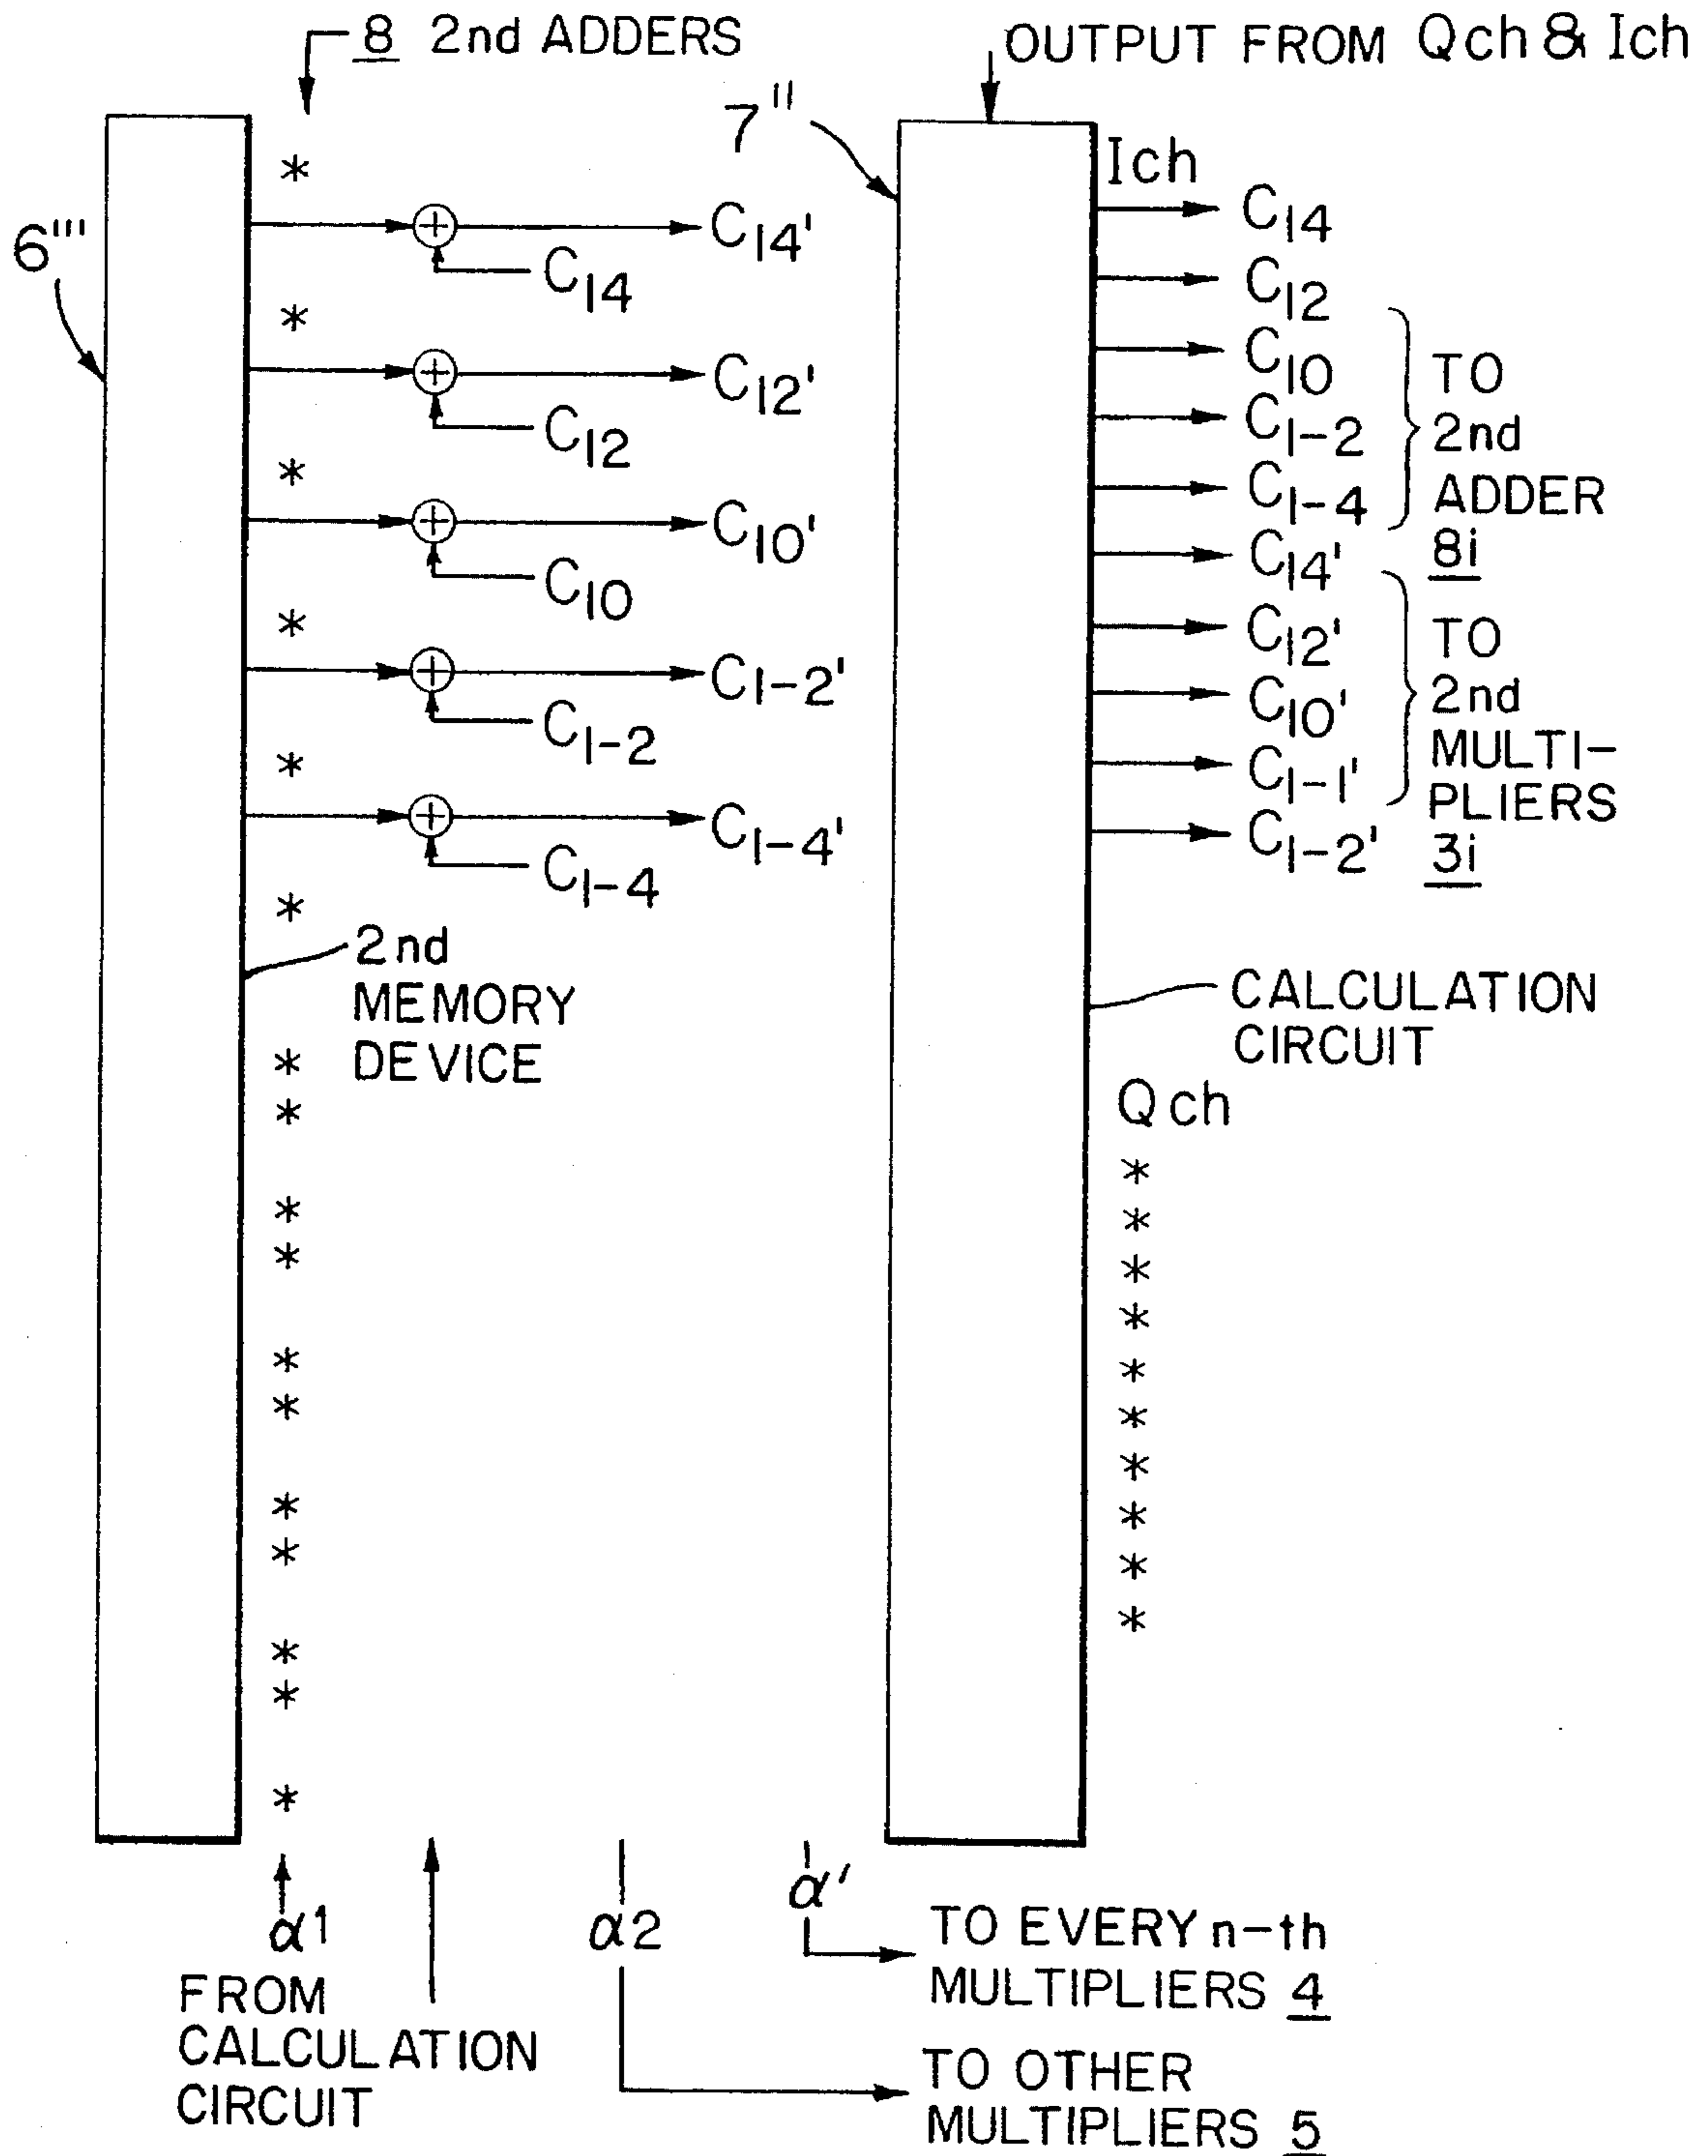 8 2nd ADDERS
OUTPUT FROM Qch & Ich
7''
6'''
*
C14'
C14
*
C12'
C12
*
C10'
C10
*
C1-2'
C1-2
*
C1-4'
C1-4
*
2nd
MEMORY
DEVICE
*
*
*
*
*
*
*
*
*
*
*
Ich
C14
C12
C10
C1-2
C1-4
TO
2nd
ADDER
8i
C14'
C12'
C10'
C1-1'
C1-2'
TO
2nd
MULTI-
PLIERS
3i
CALCULATION
CIRCUIT
Qch
*
*
*
*
*
*
*
*
*
*
α1
FROM
CALCULATION
CIRCUIT
α2
α'
TO EVERY n-th
MULTIPLIERS 4
TO OTHER
MULTIPLIERS 5